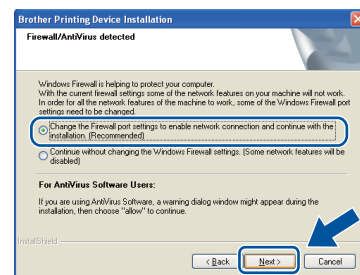 Brother Printing Device Installation
Firewall/AntiVirus detected
Windows Firewall is helping to protect your computer.
With the current firewall settings some of the network features on your machine will not work.
In order for all the network features of the machine to work, some of the Windows Firewall port
settings need to be changed.
Change the Firewall port settings to enable network connection and continue with the
installation. (Recommended)
Continue without changing the Windows Firewall settings. (Some network features will be
disabled)
For AntiVirus Software Users:
If you are using AntiVirus Software, a warning dialog window might appear during the
installation, then choose "allow" to continue.
InstallShield
< Back Next > Cancel